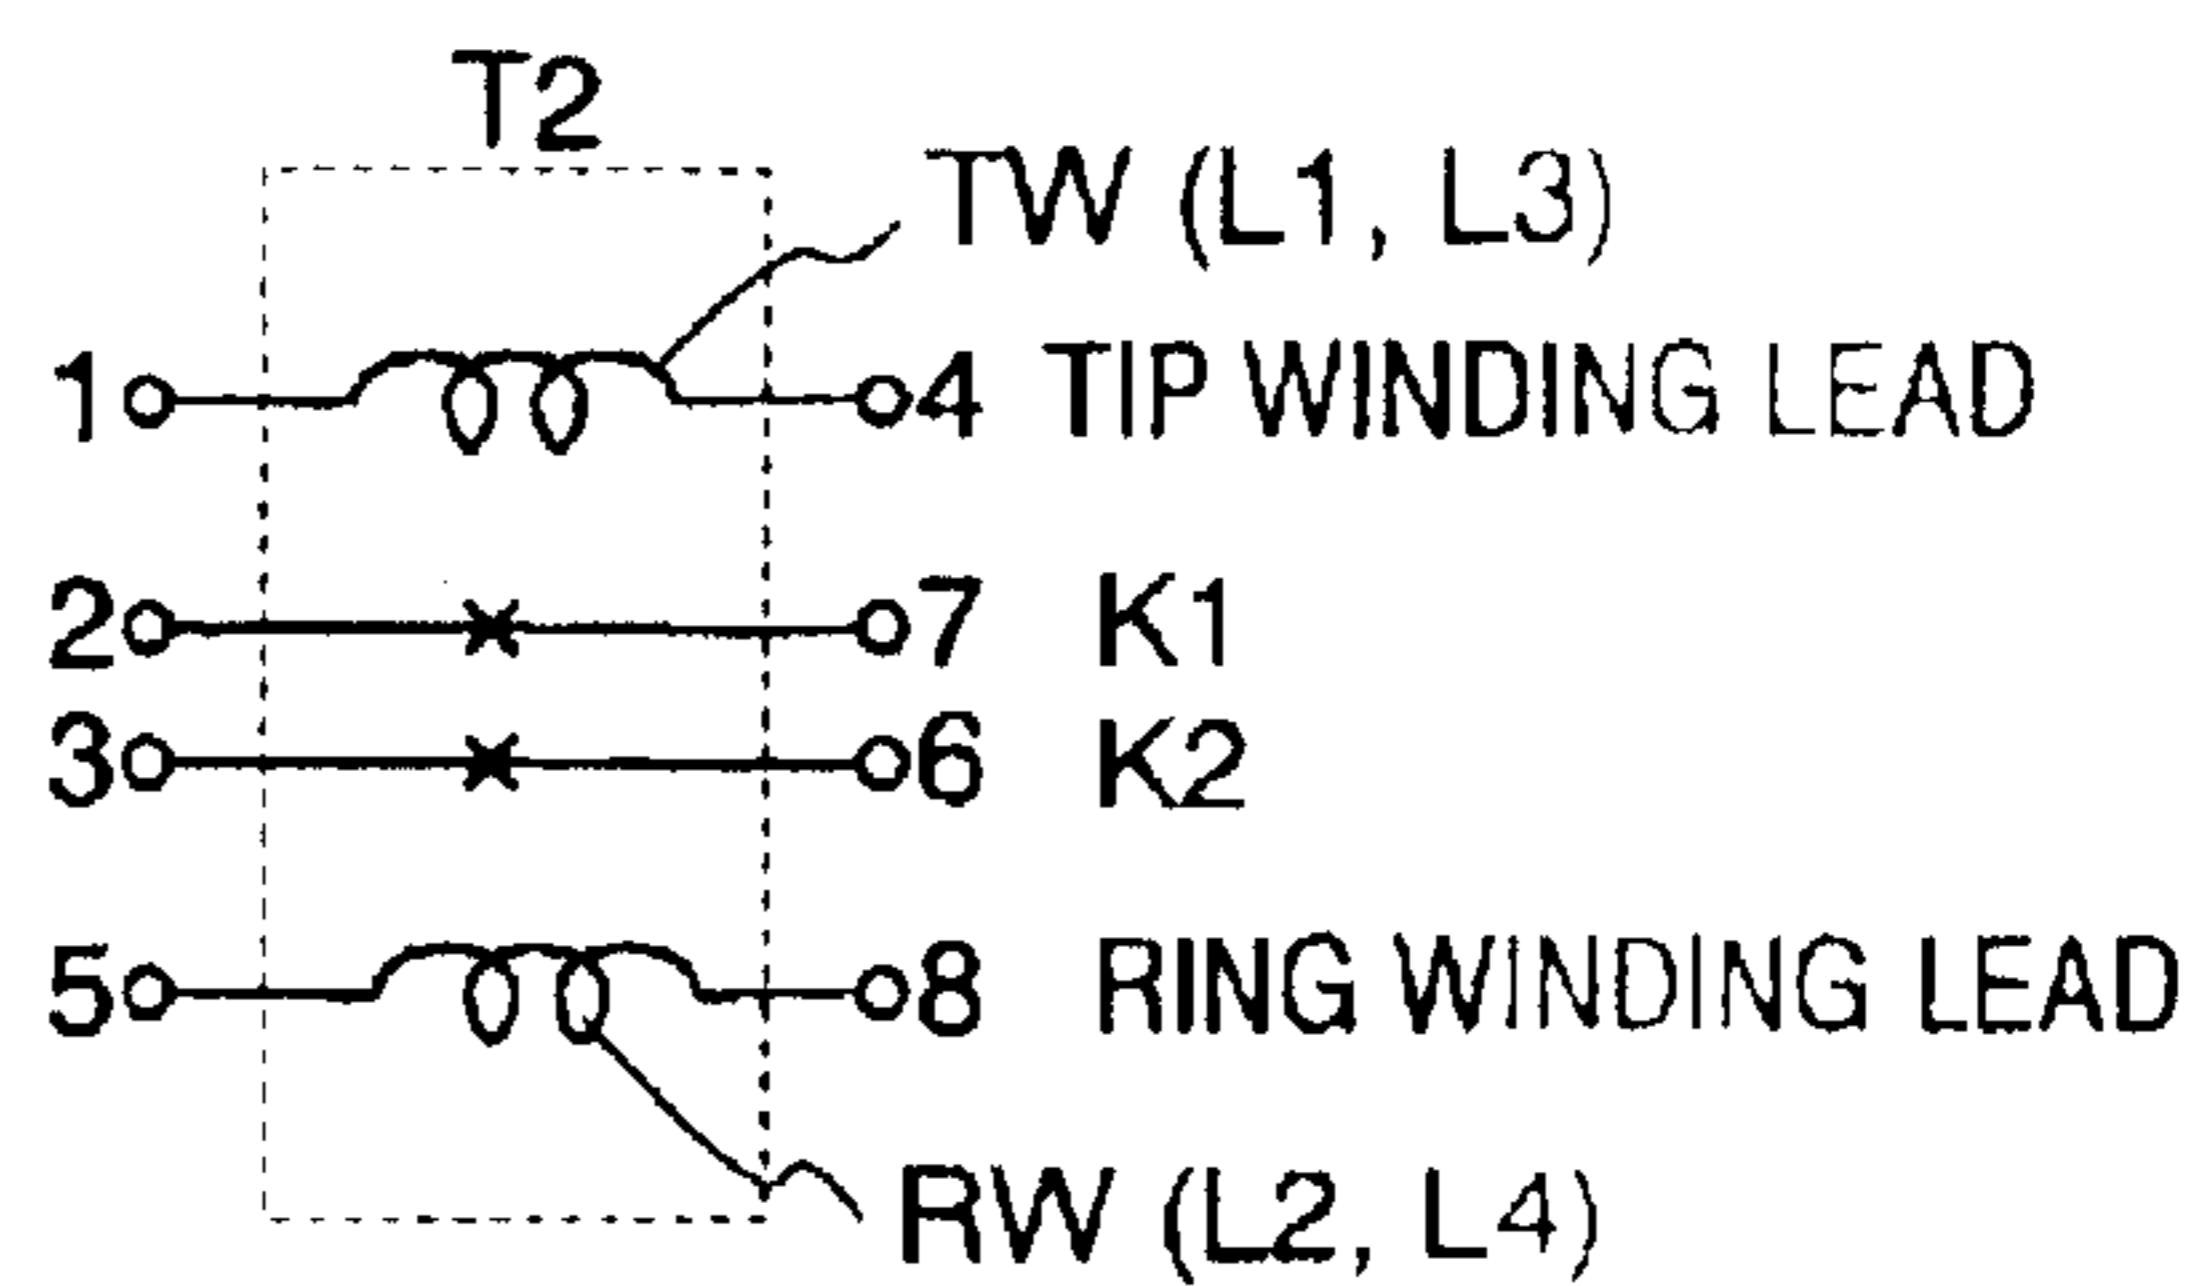 T2
TW (L1, L3)
1 4 TIP WINDING LEAD
2 7 K1
3 6 K2
5 8 RING WINDING LEAD
RW (L2, L4)